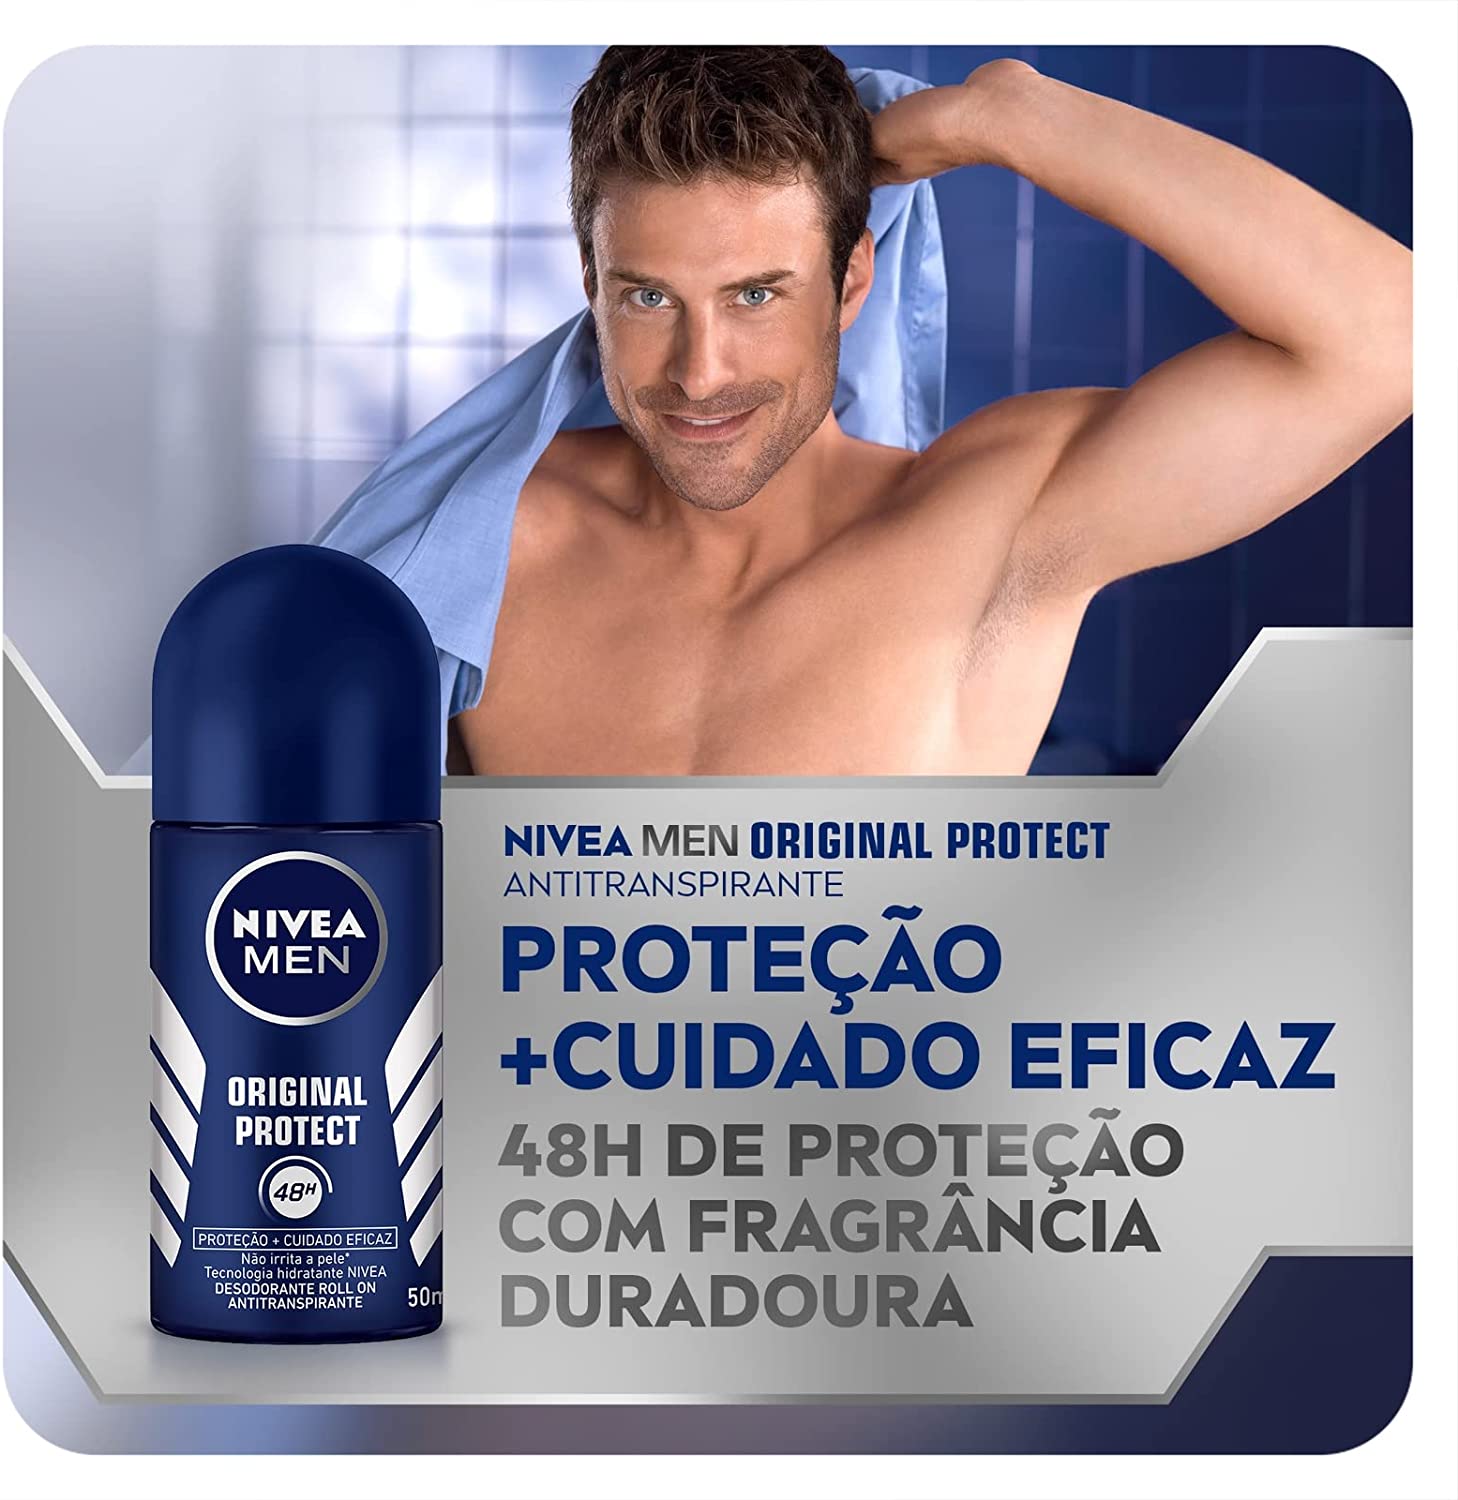 NIVEA MEN ORIGINAL PROTECT
ANTITRANSPIRANTE
PROTEÇÃO
+CUIDADO EFICAZ
48H DE PROTEÇÃO
COM FRAGRÂNCIA
DURADOURA
NIVEA
MEN
ORIGINAL
PROTECT
48H
PROTEÇÃO + CUIDADO EFICAZ
Não irrita a pele*
Tecnologia hidratante NIVEA
DESODORANTE ROLL ON
ANTITRANSPIRANTE
50m